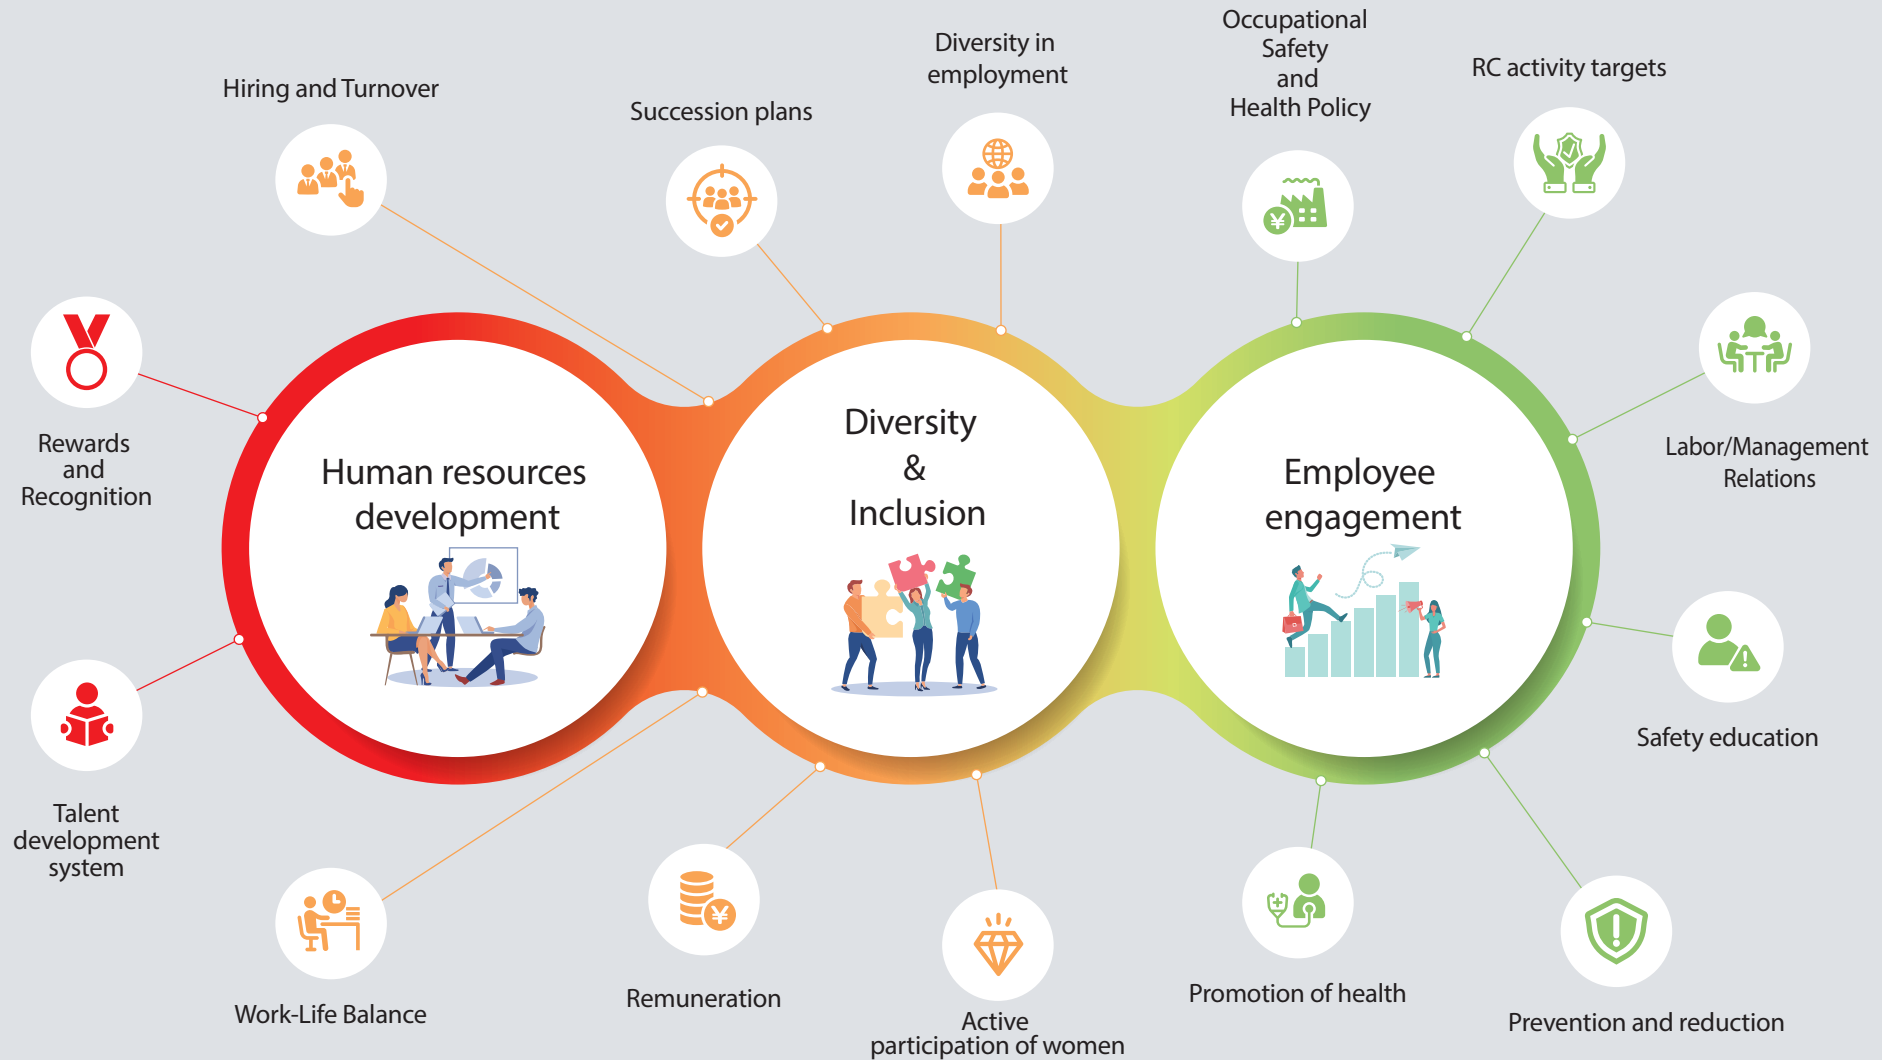 Hiring and Turnover
Succession plans
Diversity in
employment
Occupational
Safety
and
Health Policy
RC activity targets
Rewards
and
Recognition
Human resources
development
Diversity
&
Inclusion
Employee
engagement
Labor/Management
Relations
Talent
development
system
Safety education
Work-Life Balance
Remuneration
Active
participation of women
Promotion of health
Prevention and reduction